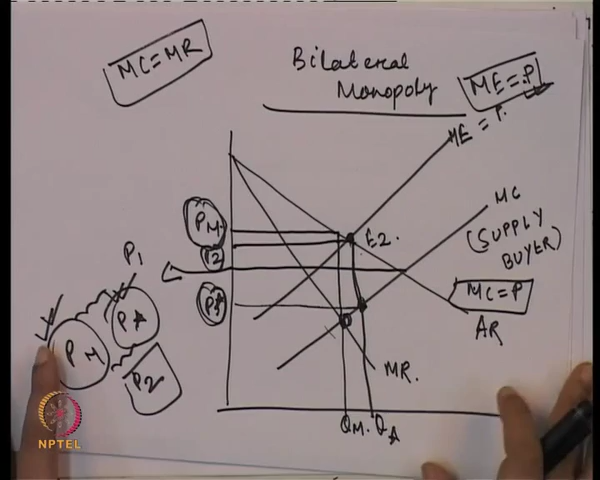 MC = MR
Bilateral
Monopoly
ME = P
ME = P.
MC
(SUPPLY
BUYER)
PM
E2.
P2
P1
MC = P
PA
AR
PA
PM
P2
MR.
QM. QA
NPTEL